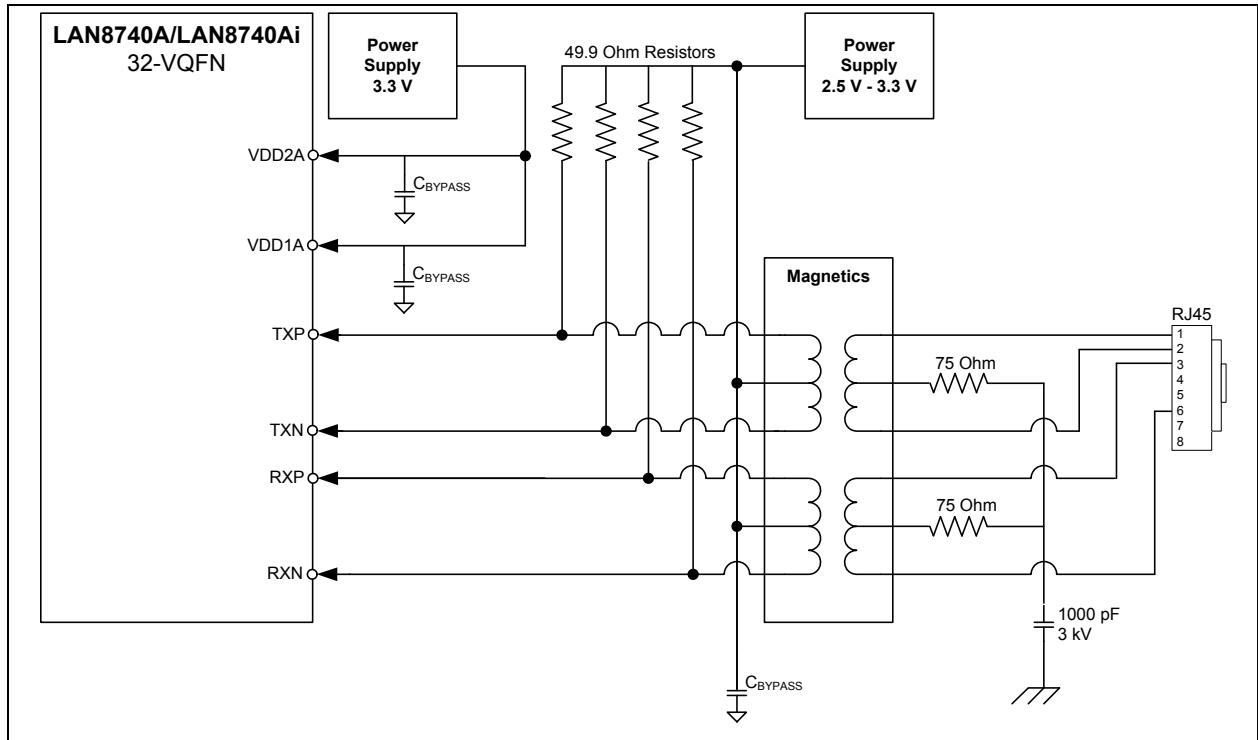 LAN8740A/LAN8740Ai
32-VQFN
Power
Supply
3.3 V
49.9 Ohm Resistors
Power
Supply
2.5 V - 3.3 V
VDD2A
CBYPASS
VDD1A
CBYPASS
Magnetics
TXP
RJ45
1
2
3
4
5
6
7
8
75 Ohm
TXN
RXP
75 Ohm
RXN
1000 pF
3 kV
CBYPASS